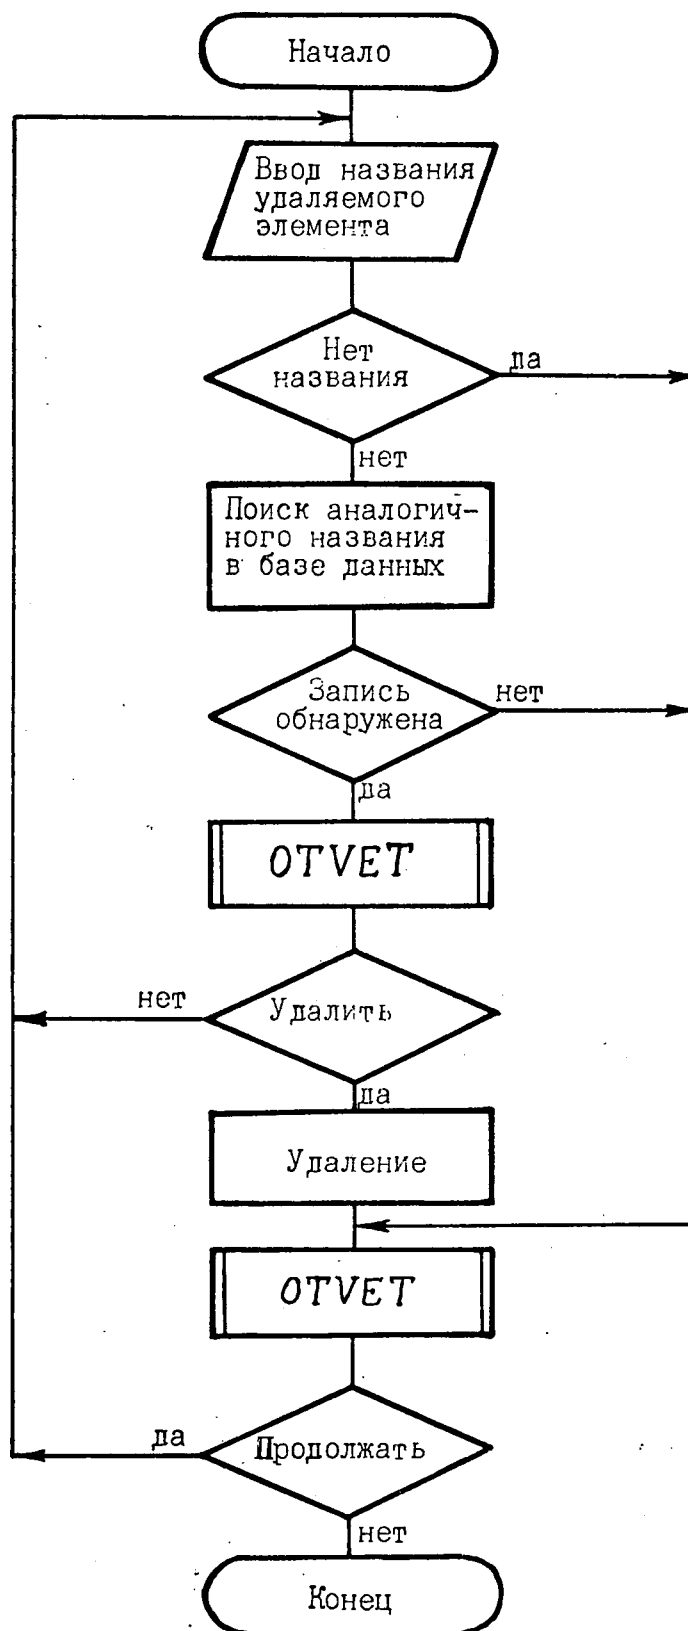 Начало
Ввод названия
удаляемого
элемента
Нет
названия
да
нет
Поиск аналогич-
ного названия
в базе данных
Запись
обнаружена
нет
да
OTVET
Удалить
нет
да
Удаление
OTVET
Продолжать
да
нет
Конец